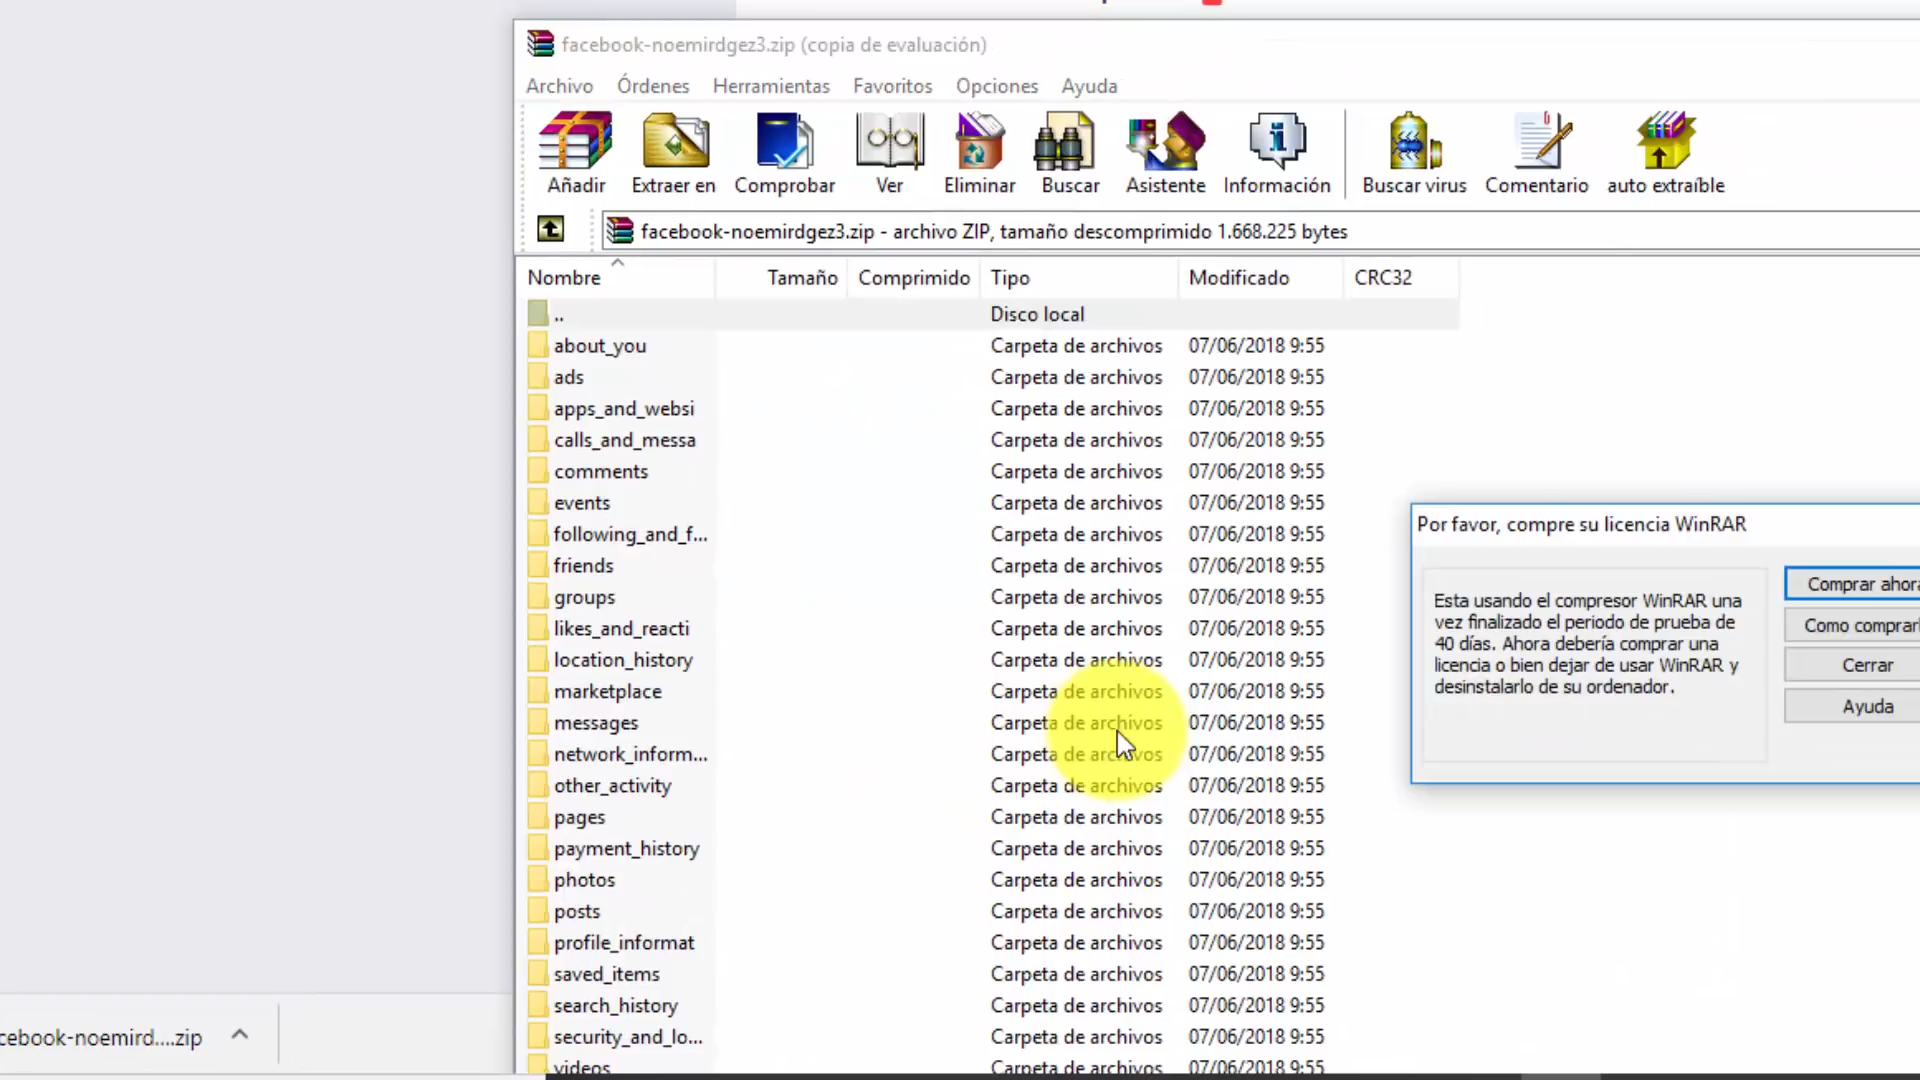 facebook-noemirdgez3.zip (copia de evaluación)
Archivo Órdenes Herramientas Favoritos Opciones Ayuda
Añadir Extraer en Comprobar Ver Eliminar Buscar Asistente Información Buscar virus Comentario auto extraíble
facebook-noemirdgez3.zip - archivo ZIP, tamaño descomprimido 1.668.225 bytes
Nombre Tamaño Comprimido Tipo Modificado CRC32
.. Disco local
about_you Carpeta de archivos 07/06/2018 9:55
ads Carpeta de archivos 07/06/2018 9:55
apps_and_websi Carpeta de archivos 07/06/2018 9:55
calls_and_messa Carpeta de archivos 07/06/2018 9:55
comments Carpeta de archivos 07/06/2018 9:55
events Carpeta de archivos 07/06/2018 9:55
following_and_f... Carpeta de archivos 07/06/2018 9:55
friends Carpeta de archivos 07/06/2018 9:55
groups Carpeta de archivos 07/06/2018 9:55
likes_and_reacti Carpeta de archivos 07/06/2018 9:55
location_history Carpeta de archivos 07/06/2018 9:55
marketplace Carpeta de archivos 07/06/2018 9:55
messages Carpeta de archivos 07/06/2018 9:55
network_inform... Carpeta de archivos 07/06/2018 9:55
other_activity Carpeta de archivos 07/06/2018 9:55
pages Carpeta de archivos 07/06/2018 9:55
payment_history Carpeta de archivos 07/06/2018 9:55
photos Carpeta de archivos 07/06/2018 9:55
posts Carpeta de archivos 07/06/2018 9:55
profile_informat Carpeta de archivos 07/06/2018 9:55
saved_items Carpeta de archivos 07/06/2018 9:55
search_history Carpeta de archivos 07/06/2018 9:55
security_and_lo... Carpeta de archivos 07/06/2018 9:55
videos Carpeta de archivos 07/06/2018 9:55
Por favor, compre su licencia WinRAR
Esta usando el compresor WinRAR una
vez finalizado el periodo de prueba de
40 días. Ahora debería comprar una
licencia o bien dejar de usar WinRAR y
desinstalarlo de su ordenador.
Comprar ahora
Como comprarl
Cerrar
Ayuda
cebook-noemird....zip